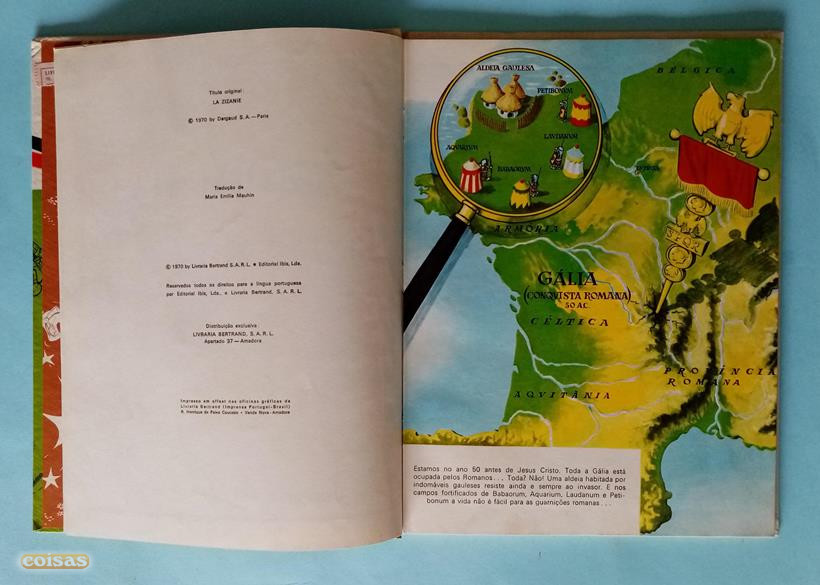 Título original:
LA ZIZANIE
© 1970 by Dargaud S.A.—Paris
Tradução de
Maria Emília Mauhin
© 1970 by Livraria Bertrand S.A.R.L. • Editorial Ibis, Lda.
Reservados todos os direitos para a língua portuguesa
por Editorial Ibis, Lda., e Livraria Bertrand, S. A. R. L.
Distribuição exclusiva:
LIVRARIA BERTRAND, S. A. R. L.
Apartado 37 — Amadora
Impresso em offset nas oficinas gráficas da
Livraria Bertrand (Imprensa Portugal-Brasil)
R. Henrique de Paiva Couceiro • Venda Nova - Amadora
ALDEIA GAULESA
PETIBONUM
LAUDANUM
AQUARIUM
BABAORUM
BÉLGICA
ARMÓRIA
SPQR
GÁLIA
(CONQUISTA ROMANA)
50 A.C.
CÉLTICA
PROVÍNCIA
ROMANA
AQVITÂNIA
Estamos no ano 50 antes de Jesus Cristo. Toda a Gália está
ocupada pelos Romanos... Toda? Não! Uma aldeia habitada por
indomáveis gauleses resiste ainda e sempre ao invasor. E nos
campos fortificados de Babaorum, Aquarium, Laudanum e Peti-
bonum a vida não é fácil para as guarnições romanas...
coisas